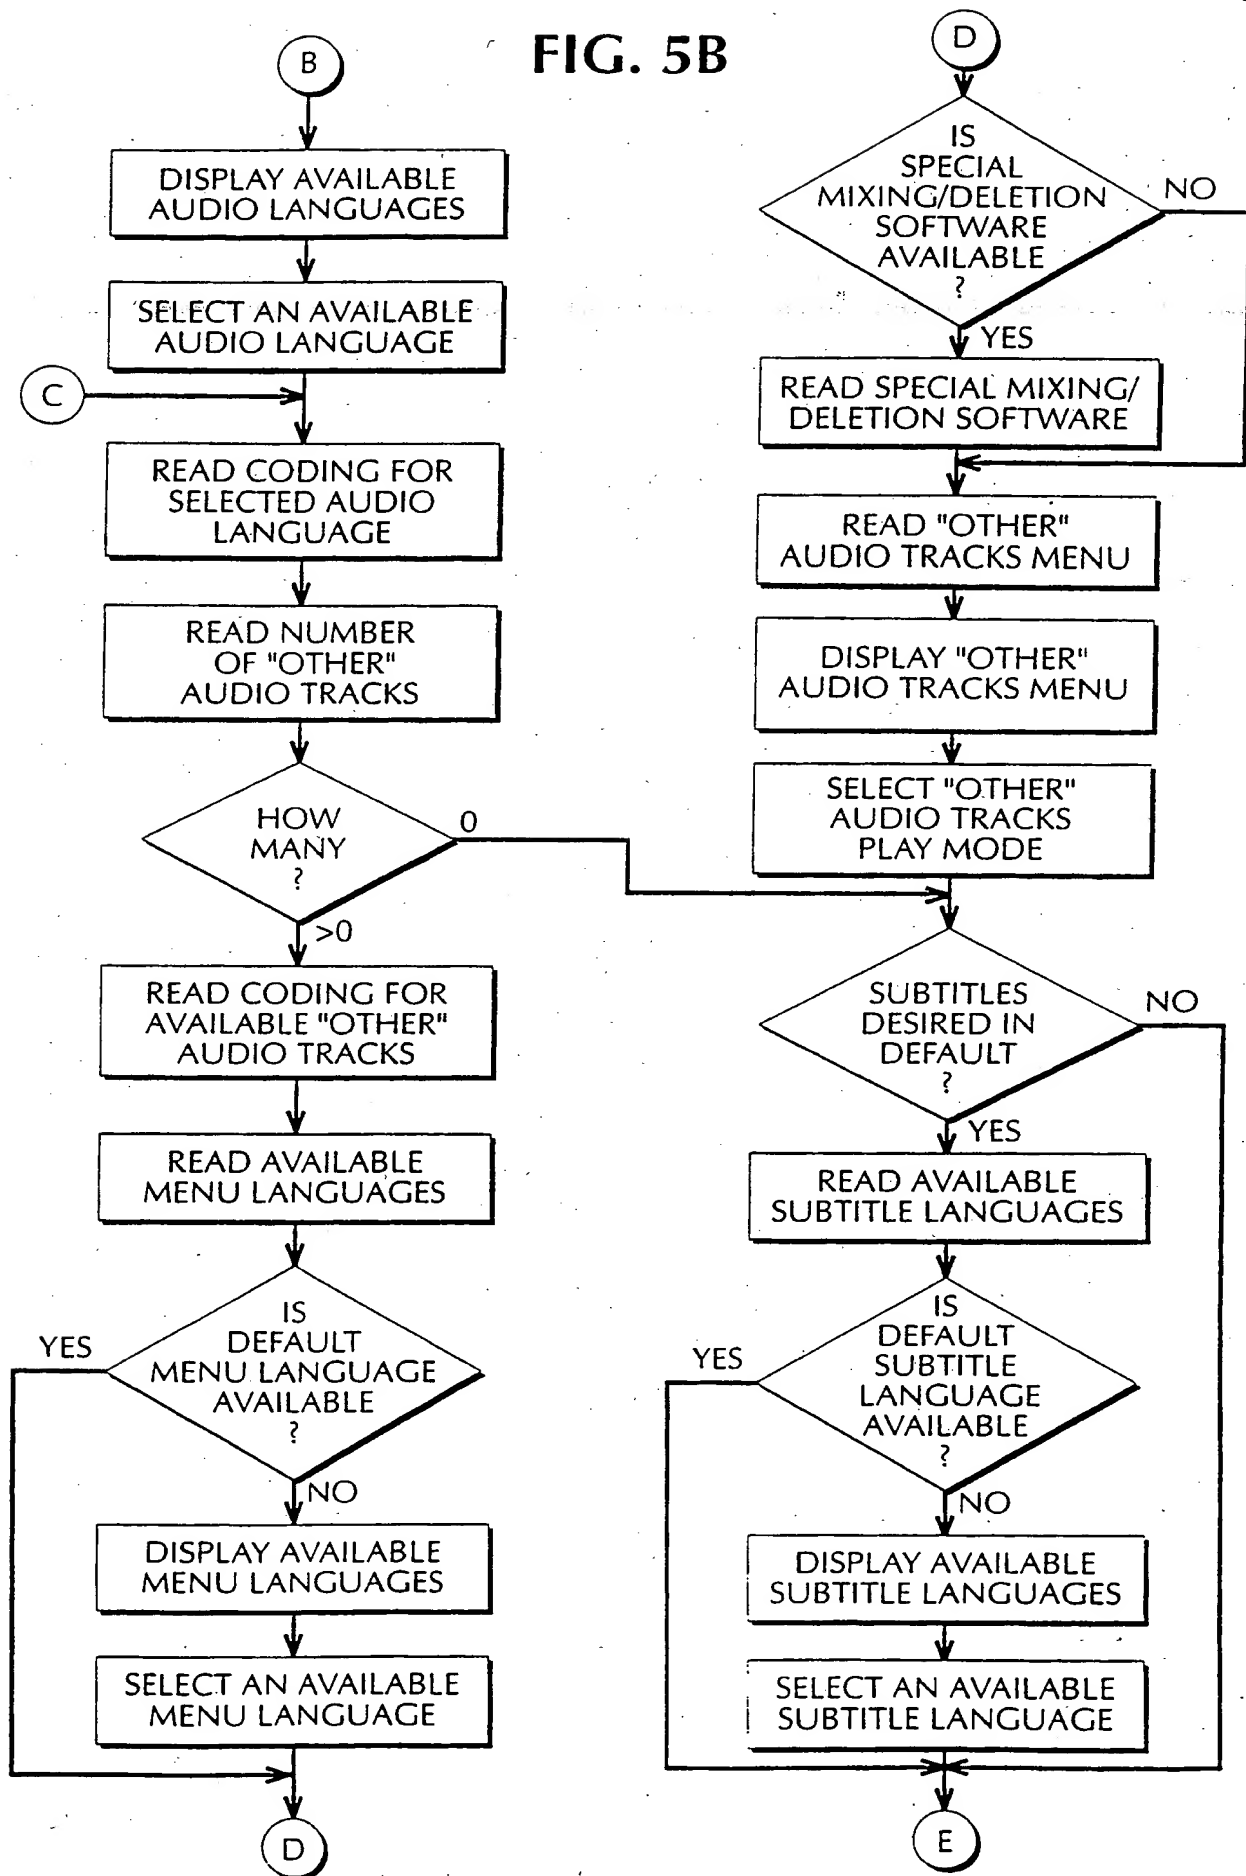 FIG. 5B
B
DISPLAY AVAILABLE
AUDIO LANGUAGES
SELECT AN AVAILABLE
AUDIO LANGUAGE
C
READ CODING FOR
SELECTED AUDIO
LANGUAGE
READ NUMBER
OF "OTHER"
AUDIO TRACKS
HOW
MANY
?
0
>0
READ CODING FOR
AVAILABLE "OTHER"
AUDIO TRACKS
READ AVAILABLE
MENU LANGUAGES
IS
DEFAULT
MENU LANGUAGE
AVAILABLE
?
YES
NO
DISPLAY AVAILABLE
MENU LANGUAGES
SELECT AN AVAILABLE
MENU LANGUAGE
D
D
IS
SPECIAL
MIXING/DELETION
SOFTWARE
AVAILABLE
?
NO
YES
READ SPECIAL MIXING/
DELETION SOFTWARE
READ "OTHER"
AUDIO TRACKS MENU
DISPLAY "OTHER"
AUDIO TRACKS MENU
SELECT "OTHER"
AUDIO TRACKS
PLAY MODE
SUBTITLES
DESIRED IN
DEFAULT
?
NO
YES
READ AVAILABLE
SUBTITLE LANGUAGES
IS
DEFAULT
SUBTITLE
LANGUAGE
AVAILABLE
?
YES
NO
DISPLAY AVAILABLE
SUBTITLE LANGUAGES
SELECT AN AVAILABLE
SUBTITLE LANGUAGE
E